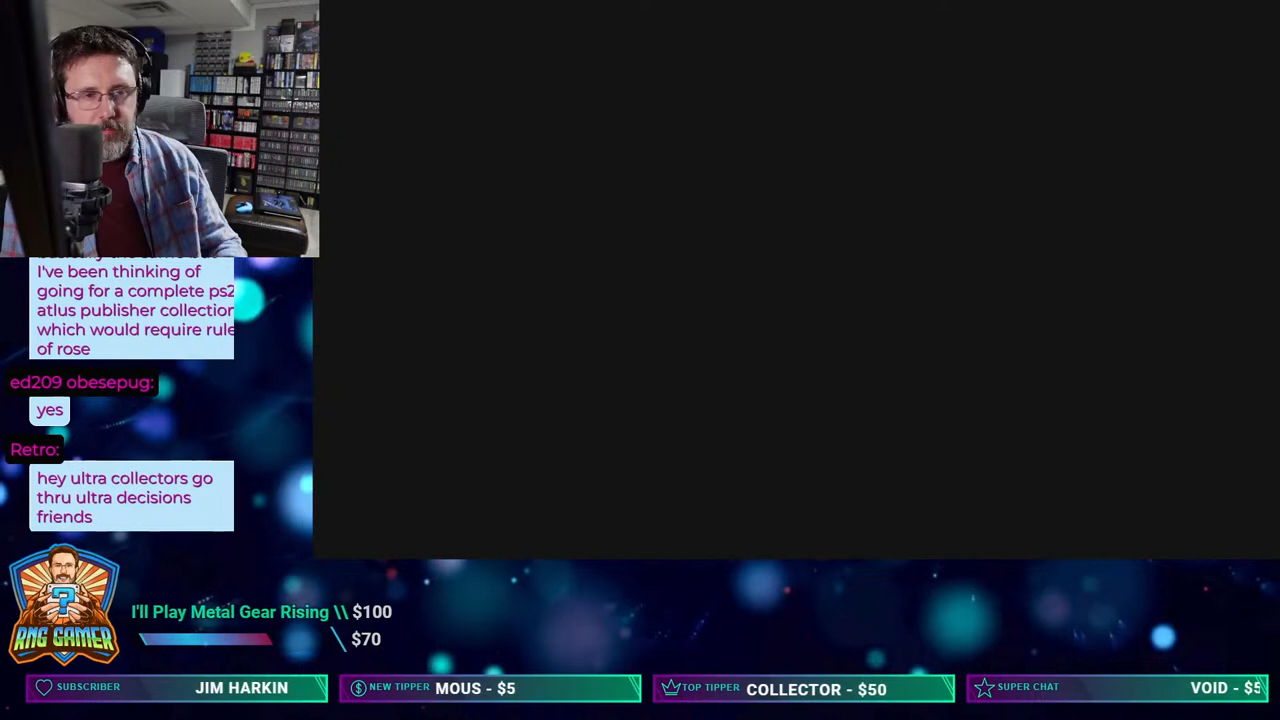 I've been thinking of
going for a complete ps2
atlus publisher collection
which would require rule
of rose
ed209 obesepug:
yes
Retro:
hey ultra collectors go
thru ultra decisions
friends
?
RNG GAMER
I'll Play Metal Gear Rising \\ $100
\ $70
SUBSCRIBER JIM HARKIN
NEW TIPPER MOUS - $5
TOP TIPPER COLLECTOR - $50
SUPER CHAT VOID - $5